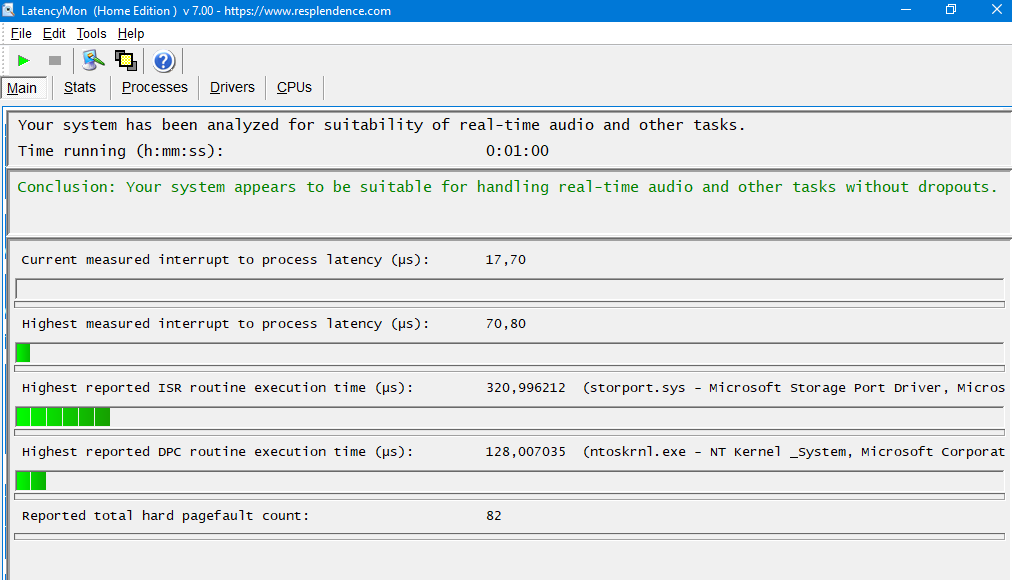 LatencyMon (Home Edition ) v 7.00 - https://www.resplendence.com
File Edit Tools Help
Main Stats Processes Drivers CPUs
Your system has been analyzed for suitability of real-time audio and other tasks.
Time running (h:mm:ss): 0:01:00
Conclusion: Your system appears to be suitable for handling real-time audio and other tasks without dropouts.
Current measured interrupt to process latency (µs): 17,70
Highest measured interrupt to process latency (µs): 70,80
Highest reported ISR routine execution time (µs): 320,996212 (storport.sys - Microsoft Storage Port Driver, Micros
Highest reported DPC routine execution time (µs): 128,007035 (ntoskrnl.exe - NT Kernel _System, Microsoft Corporat
Reported total hard pagefault count: 82